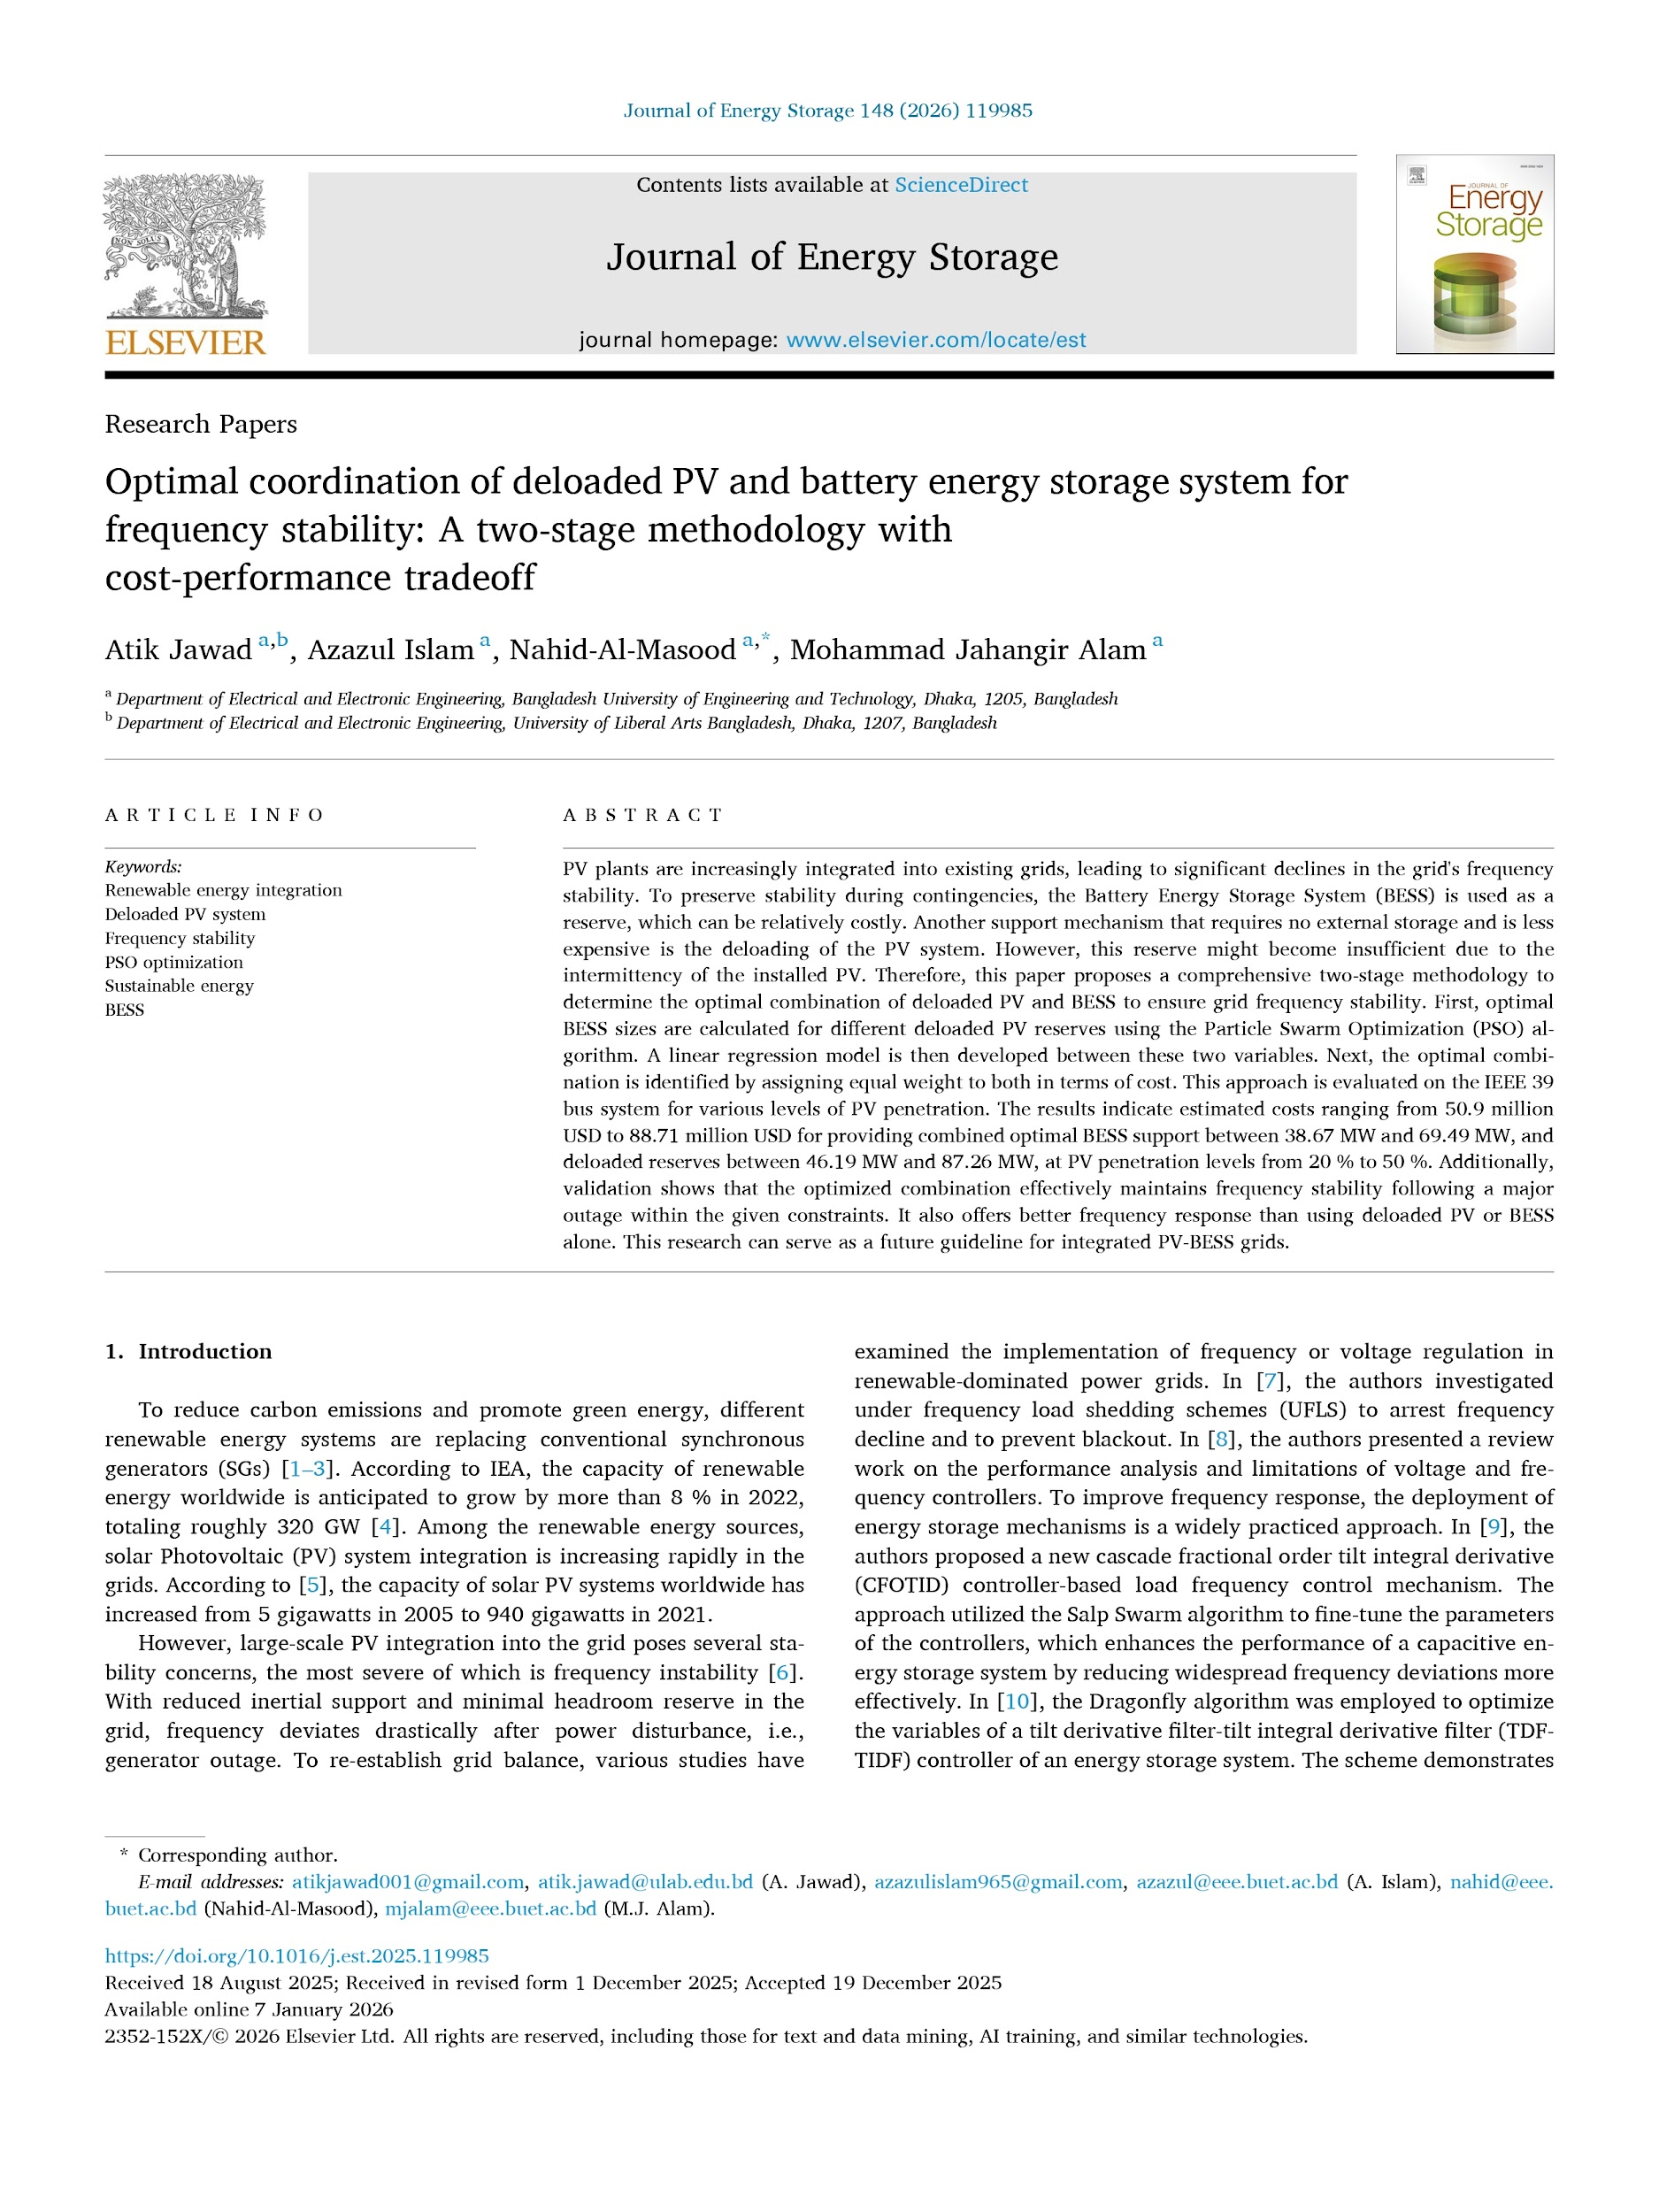 Journal of Energy Storage 148 (2026) 119985
Contents lists available at ScienceDirect
Journal of Energy Storage
journal homepage: www.elsevier.com/locate/est
NON SOLUS
ELSEVIER
JOURNAL OF
Energy
Storage
Research Papers
Optimal coordination of deloaded PV and battery energy storage system for
frequency stability: A two-stage methodology with
cost-performance tradeoff
Atik Jawad a,b, Azazul Islam a, Nahid-Al-Masood a,*, Mohammad Jahangir Alam a
a Department of Electrical and Electronic Engineering, Bangladesh University of Engineering and Technology, Dhaka, 1205, Bangladesh
b Department of Electrical and Electronic Engineering, University of Liberal Arts Bangladesh, Dhaka, 1207, Bangladesh
ARTICLE INFO
Keywords:
Renewable energy integration
Deloaded PV system
Frequency stability
PSO optimization
Sustainable energy
BESS
ABSTRACT
PV plants are increasingly integrated into existing grids, leading to significant declines in the grid's frequency
stability. To preserve stability during contingencies, the Battery Energy Storage System (BESS) is used as a
reserve, which can be relatively costly. Another support mechanism that requires no external storage and is less
expensive is the deloading of the PV system. However, this reserve might become insufficient due to the
intermittency of the installed PV. Therefore, this paper proposes a comprehensive two-stage methodology to
determine the optimal combination of deloaded PV and BESS to ensure grid frequency stability. First, optimal
BESS sizes are calculated for different deloaded PV reserves using the Particle Swarm Optimization (PSO) al-
gorithm. A linear regression model is then developed between these two variables. Next, the optimal combi-
nation is identified by assigning equal weight to both in terms of cost. This approach is evaluated on the IEEE 39
bus system for various levels of PV penetration. The results indicate estimated costs ranging from 50.9 million
USD to 88.71 million USD for providing combined optimal BESS support between 38.67 MW and 69.49 MW, and
deloaded reserves between 46.19 MW and 87.26 MW, at PV penetration levels from 20 % to 50 %. Additionally,
validation shows that the optimized combination effectively maintains frequency stability following a major
outage within the given constraints. It also offers better frequency response than using deloaded PV or BESS
alone. This research can serve as a future guideline for integrated PV-BESS grids.
1. Introduction
To reduce carbon emissions and promote green energy, different
renewable energy systems are replacing conventional synchronous
generators (SGs) [1–3]. According to IEA, the capacity of renewable
energy worldwide is anticipated to grow by more than 8 % in 2022,
totaling roughly 320 GW [4]. Among the renewable energy sources,
solar Photovoltaic (PV) system integration is increasing rapidly in the
grids. According to [5], the capacity of solar PV systems worldwide has
increased from 5 gigawatts in 2005 to 940 gigawatts in 2021.
However, large-scale PV integration into the grid poses several sta-
bility concerns, the most severe of which is frequency instability [6].
With reduced inertial support and minimal headroom reserve in the
grid, frequency deviates drastically after power disturbance, i.e.,
generator outage. To re-establish grid balance, various studies have
examined the implementation of frequency or voltage regulation in
renewable-dominated power grids. In [7], the authors investigated
under frequency load shedding schemes (UFLS) to arrest frequency
decline and to prevent blackout. In [8], the authors presented a review
work on the performance analysis and limitations of voltage and fre-
quency controllers. To improve frequency response, the deployment of
energy storage mechanisms is a widely practiced approach. In [9], the
authors proposed a new cascade fractional order tilt integral derivative
(CFOTID) controller-based load frequency control mechanism. The
approach utilized the Salp Swarm algorithm to fine-tune the parameters
of the controllers, which enhances the performance of a capacitive en-
ergy storage system by reducing widespread frequency deviations more
effectively. In [10], the Dragonfly algorithm was employed to optimize
the variables of a tilt derivative filter-tilt integral derivative filter (TDF-
TIDF) controller of an energy storage system. The scheme demonstrates
* Corresponding author.
E-mail addresses: atikjawad001@gmail.com, atik.jawad@ulab.edu.bd (A. Jawad), azazulislam965@gmail.com, azazul@eee.buet.ac.bd (A. Islam), nahid@eee.
buet.ac.bd (Nahid-Al-Masood), mjalam@eee.buet.ac.bd (M.J. Alam).
https://doi.org/10.1016/j.est.2025.119985
Received 18 August 2025; Received in revised form 1 December 2025; Accepted 19 December 2025
Available online 7 January 2026
2352-152X/© 2026 Elsevier Ltd. All rights are reserved, including those for text and data mining, AI training, and similar technologies.